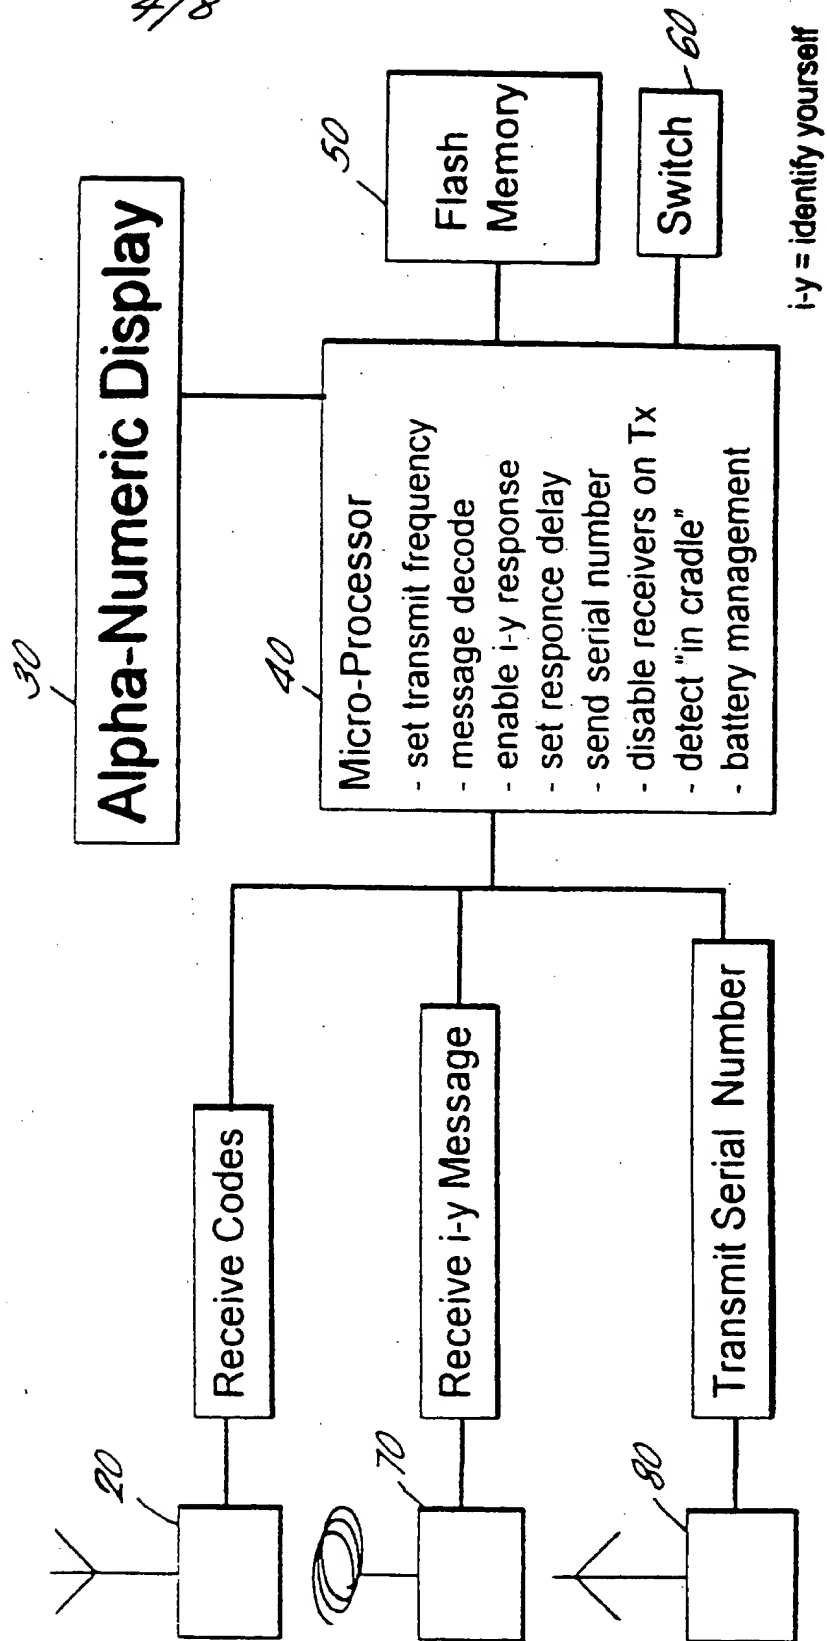 4/8
30
Alpha-Numeric Display
40
Micro-Processor
- set transmit frequency
- message decode
- enable i-y response
- set responce delay
- send serial number
- disable receivers on Tx
- detect "in cradle"
- battery management
50
Flash
Memory
60
Switch
20
Receive Codes
70
Receive i-y Message
80
Transmit Serial Number
i-y = identify yourself